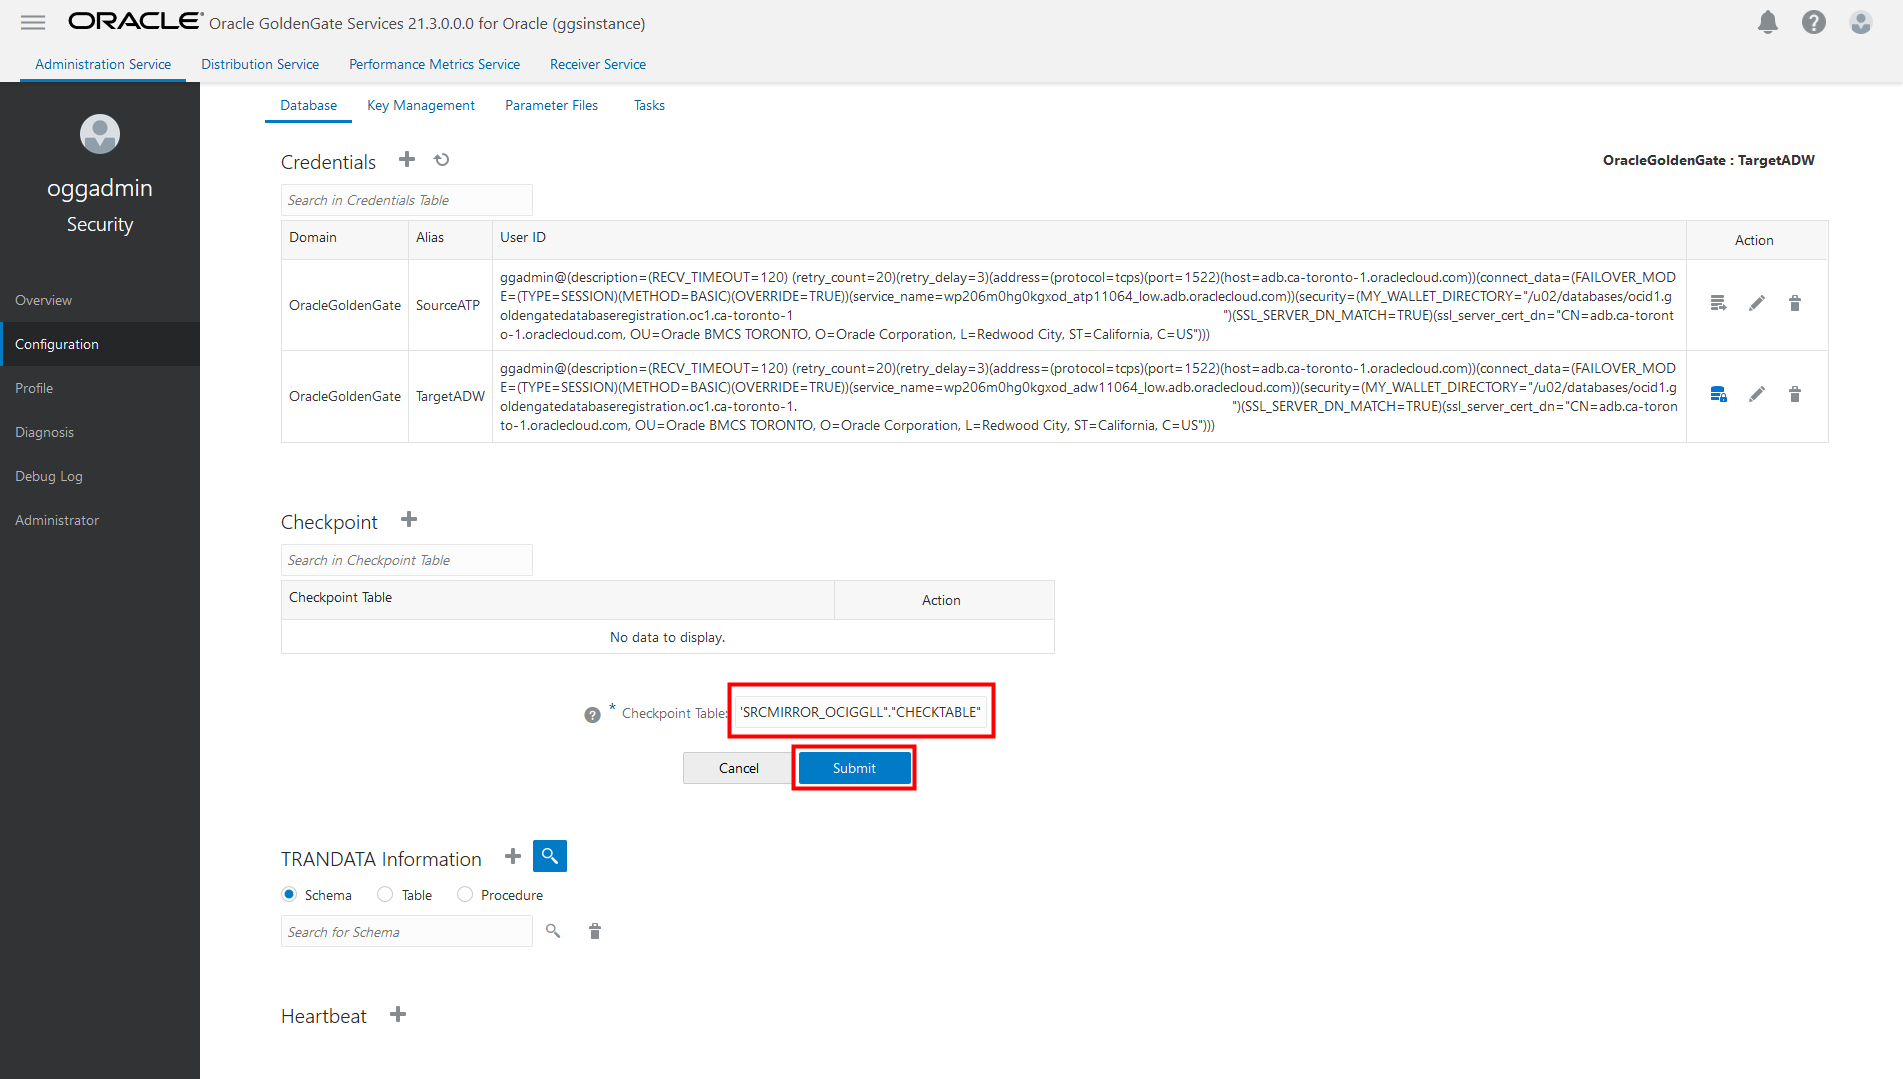 ORACLE® Oracle GoldenGate Services 21.3.0.0.0 for Oracle (ggsinstance)
Administration Service Distribution Service Performance Metrics Service Receiver Service
oggadmin
Security
Overview
Configuration
Profile
Diagnosis
Debug Log
Administrator
Database Key Management Parameter Files Tasks
Credentials
OracleGoldenGate : TargetADW
Search in Credentials Table
Domain Alias User ID Action
OracleGoldenGate SourceATP
ggadmin@(description=(RECV_TIMEOUT=120) (retry_count=20)(retry_delay=3)(address=(protocol=tcps)(port=1522)(host=adb.ca-toronto-1.oraclecloud.com))(connect_data=(FAILOVER_MOD
E=(TYPE=SESSION)(METHOD=BASIC)(OVERRIDE=TRUE))(service_name=wp206m0hg0kgxod_atp11064_low.adb.oraclecloud.com))(security=(MY_WALLET_DIRECTORY="/u02/databases/ocid1.g
oldengatedatabaseregistration.oc1.ca-toronto-1 ")(SSL_SERVER_DN_MATCH=TRUE)(ssl_server_cert_dn="CN=adb.ca-toront
o-1.oraclecloud.com, OU=Oracle BMCS TORONTO, O=Oracle Corporation, L=Redwood City, ST=California, C=US")))
OracleGoldenGate TargetADW
ggadmin@(description=(RECV_TIMEOUT=120) (retry_count=20)(retry_delay=3)(address=(protocol=tcps)(port=1522)(host=adb.ca-toronto-1.oraclecloud.com))(connect_data=(FAILOVER_MOD
E=(TYPE=SESSION)(METHOD=BASIC)(OVERRIDE=TRUE))(service_name=wp206m0hg0kgxod_adw11064_low.adb.oraclecloud.com))(security=(MY_WALLET_DIRECTORY="/u02/databases/ocid1.g
oldengatedatabaseregistration.oc1.ca-toronto-1. ")(SSL_SERVER_DN_MATCH=TRUE)(ssl_server_cert_dn="CN=adb.ca-toron
to-1.oraclecloud.com, OU=Oracle BMCS TORONTO, O=Oracle Corporation, L=Redwood City, ST=California, C=US")))
Checkpoint
Search in Checkpoint Table
Checkpoint Table Action
No data to display.
? * Checkpoint Table: 'SRCMIRROR_OCIGGLL"."CHECKTABLE"
Cancel Submit
TRANDATA Information
Schema Table Procedure
Search for Schema
Heartbeat